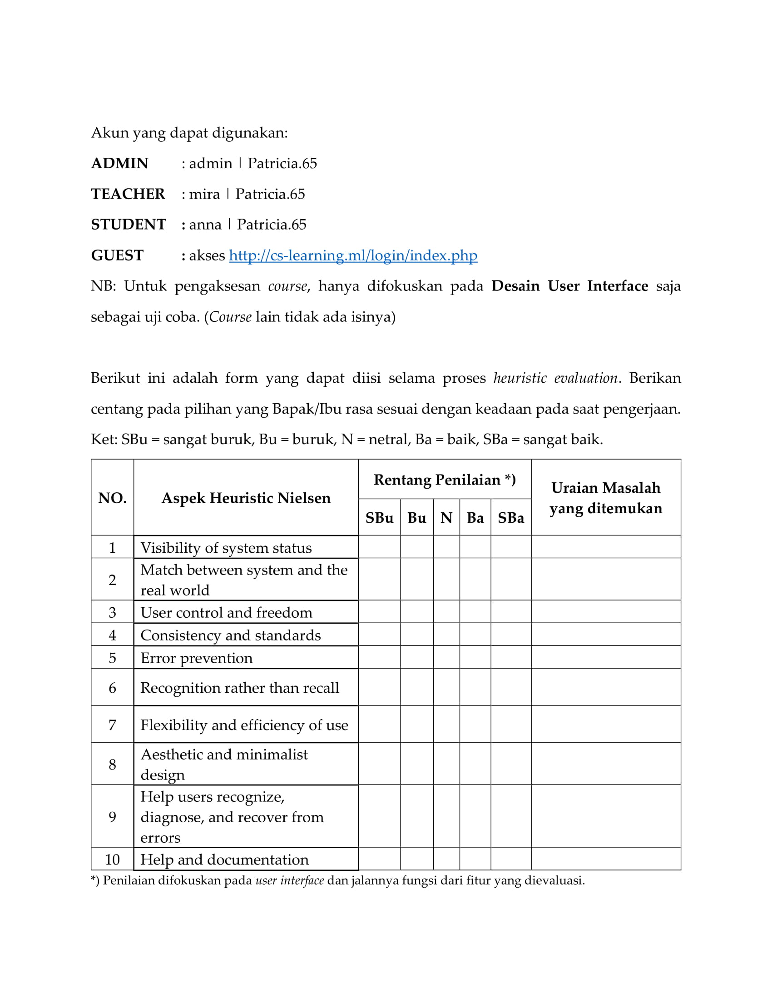 Akun yang dapat digunakan:
ADMIN : admin | Patricia.65
TEACHER : mira | Patricia.65
STUDENT : anna | Patricia.65
GUEST : akses http://cs-learning.ml/login/index.php
NB: Untuk pengaksesan course, hanya difokuskan pada Desain User Interface saja
sebagai uji coba. (Course lain tidak ada isinya)
Berikut ini adalah form yang dapat diisi selama proses heuristic evaluation. Berikan
centang pada pilihan yang Bapak/Ibu rasa sesuai dengan keadaan pada saat pengerjaan.
Ket: SBu = sangat buruk, Bu = buruk, N = netral, Ba = baik, SBa = sangat baik.
NO. Aspek Heuristic Nielsen Rentang Penilaian *) Uraian Masalah
yang ditemukan
SBu Bu N Ba SBa
1 Visibility of system status
2 Match between system and the
real world
3 User control and freedom
4 Consistency and standards
5 Error prevention
6 Recognition rather than recall
7 Flexibility and efficiency of use
8 Aesthetic and minimalist
design
9 Help users recognize,
diagnose, and recover from
errors
10 Help and documentation
*) Penilaian difokuskan pada user interface dan jalannya fungsi dari fitur yang dievaluasi.